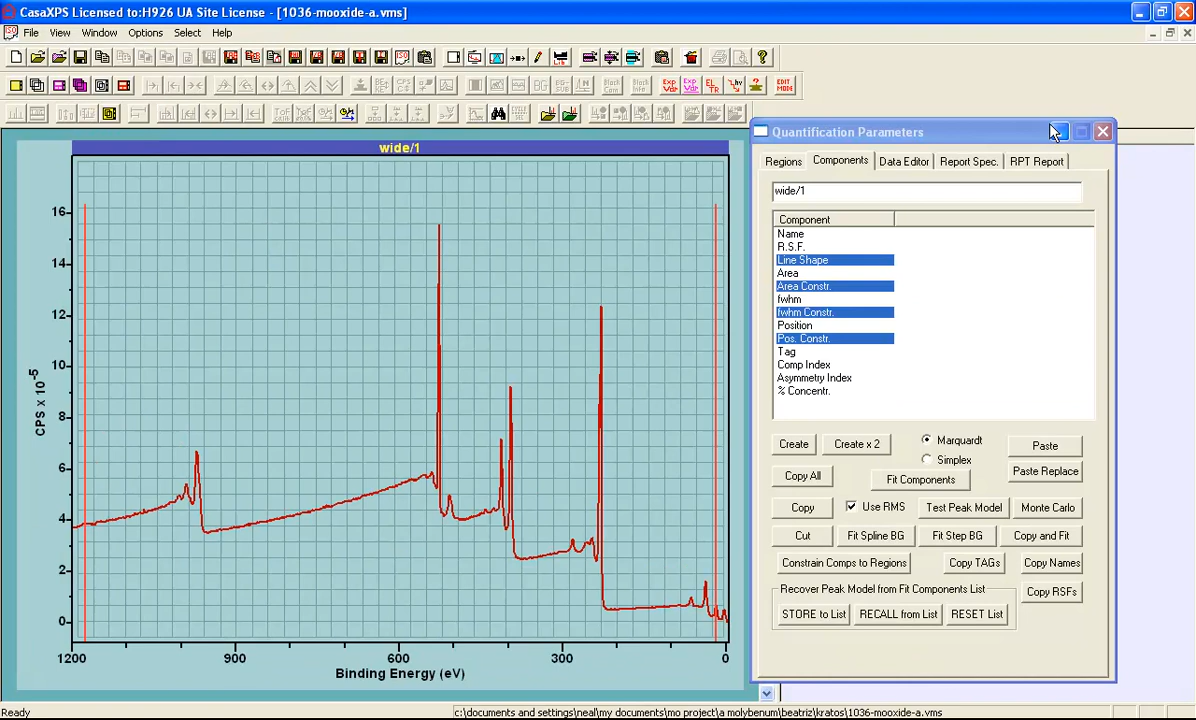 CasaXPS Licensed to:H926 UA Site License - [1036-mooxide-a.vms]
File View Window Options Select Help
Quantification Parameters
Regions Components Data Editor Report Spec. RPT Report
wide/1
Component
Name
R.S.F.
Line Shape
Area
Area Constr.
fwhm
fwhm Constr.
Position
Pos. Constr.
Tag
Comp Index
Asymmetry Index
% Concentr.
Create Create x 2 Marquardt Simplex Paste
Copy All Fit Components Paste Replace
Copy Use RMS Test Peak Model Monte Carlo
Cut Fit Spline BG Fit Step BG Copy and Fit
Constrain Comps to Regions Copy TAGs Copy Names
Recover Peak Model from Fit Components List Copy RSFs
STORE to List RECALL from List RESET List
wide/1
CPS x 10-5
16
14
12
10
8
6
4
2
0
1200 900 600 300 0
Binding Energy (eV)
Ready c:\documents and settings\neal\my documents\mo project\a molybenum\beatriz\kratos\1036-mooxide-a.vms